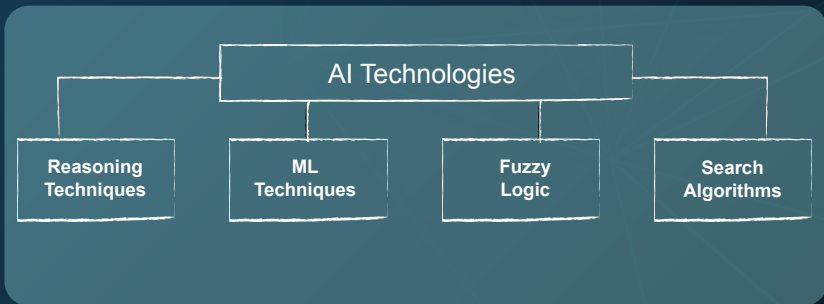 AI Technologies
Reasoning
Techniques
ML
Techniques
Fuzzy
Logic
Search
Algorithms